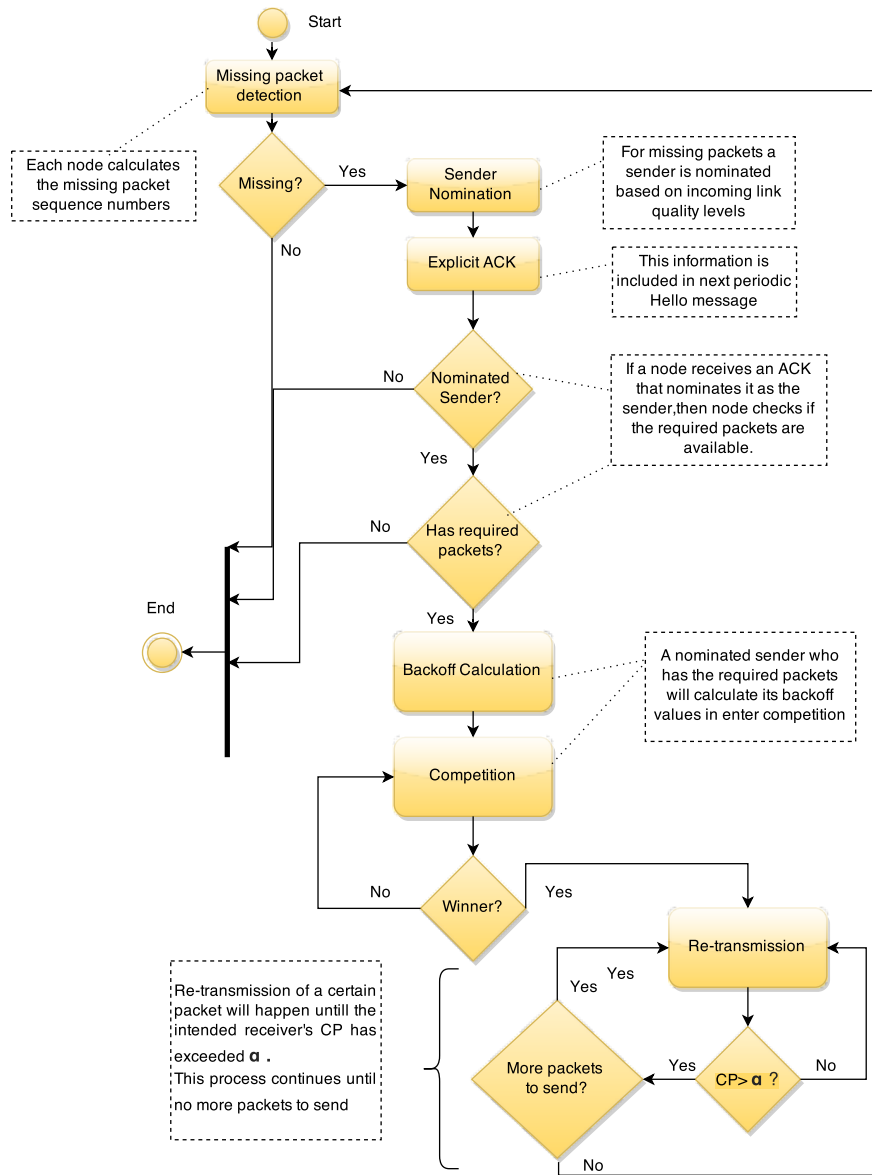 Start
Missing packet
detection
Each node calculates
the missing packet
sequence numbers
Missing?
Yes
No
Sender
Nomination
For missing packets a
sender is nominated
based on incoming link
quality levels
Explicit ACK
This information is
included in next periodic
Hello message
Nominated
Sender?
No
Yes
If a node receives an ACK
that nominates it as the
sender,then node checks if
the required packets are
available.
Has required
packets?
No
Yes
End
Backoff Calculation
A nominated sender who
has the required packets
will calculate its backoff
values in enter competition
Competition
Winner?
No
Yes
Re-transmission
Yes
Yes
Re-transmission of a certain
packet will happen untill the
intended receiver's CP has
exceeded α .
This process continues until
no more packets to send
More packets
to send?
Yes
CP> α ?
No
No